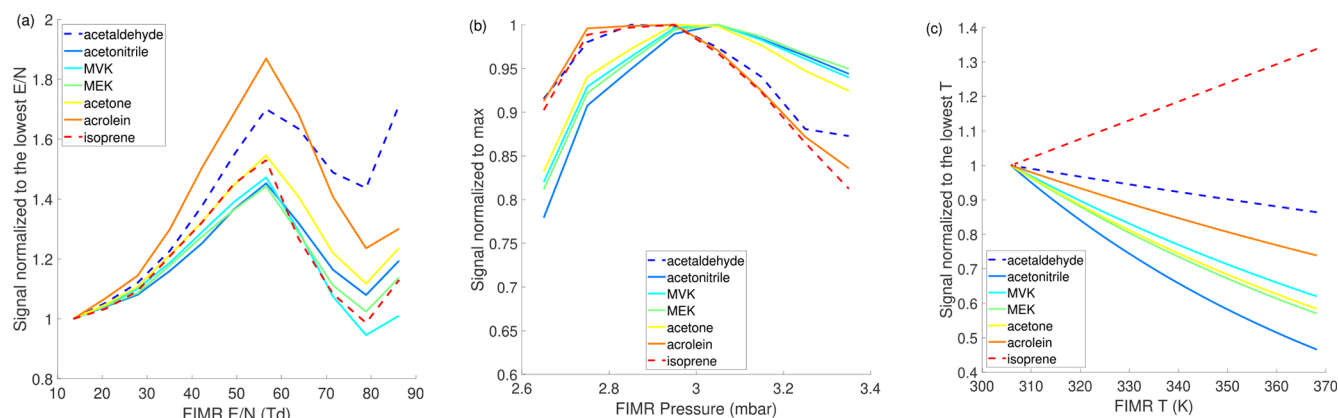 (a)
Signal normalized to the lowest E/N
2
1.8
1.6
1.4
1.2
1
0.8
acetaldehyde
acetonitrile
MVK
MEK
acetone
acrolein
isoprene
10 20 30 40 50 60 70 80 90
FIMR E/N (Td)
(b)
Signal normalized to max
1
0.95
0.9
0.85
0.8
0.75
0.7
0.65
0.6
acetaldehyde
acetonitrile
MVK
MEK
acetone
acrolein
isoprene
2.6 2.8 3 3.2 3.4
FIMR Pressure (mbar)
(c)
Signal normalized to the lowest T
1.4
1.3
1.2
1.1
1
0.9
0.8
0.7
0.6
0.5
0.4
acetaldehyde
acetonitrile
MVK
MEK
acetone
acrolein
isoprene
300 310 320 330 340 350 360 370
FIMR T (K)